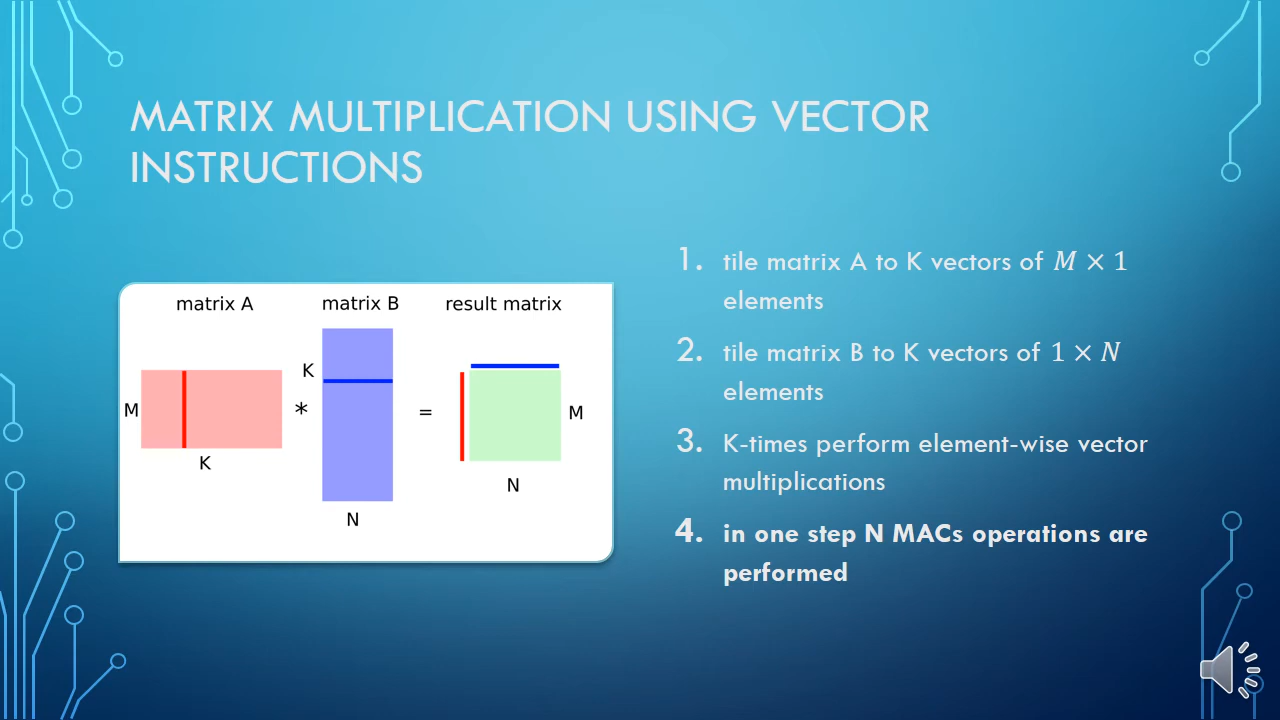 MATRIX MULTIPLICATION USING VECTOR
INSTRUCTIONS
matrix A
matrix B
result matrix
K
M
*
=
M
K
N
N
1. tile matrix A to K vectors of M × 1
elements
2. tile matrix B to K vectors of 1 × N
elements
3. K-times perform element-wise vector
multiplications
4. in one step N MACs operations are
performed